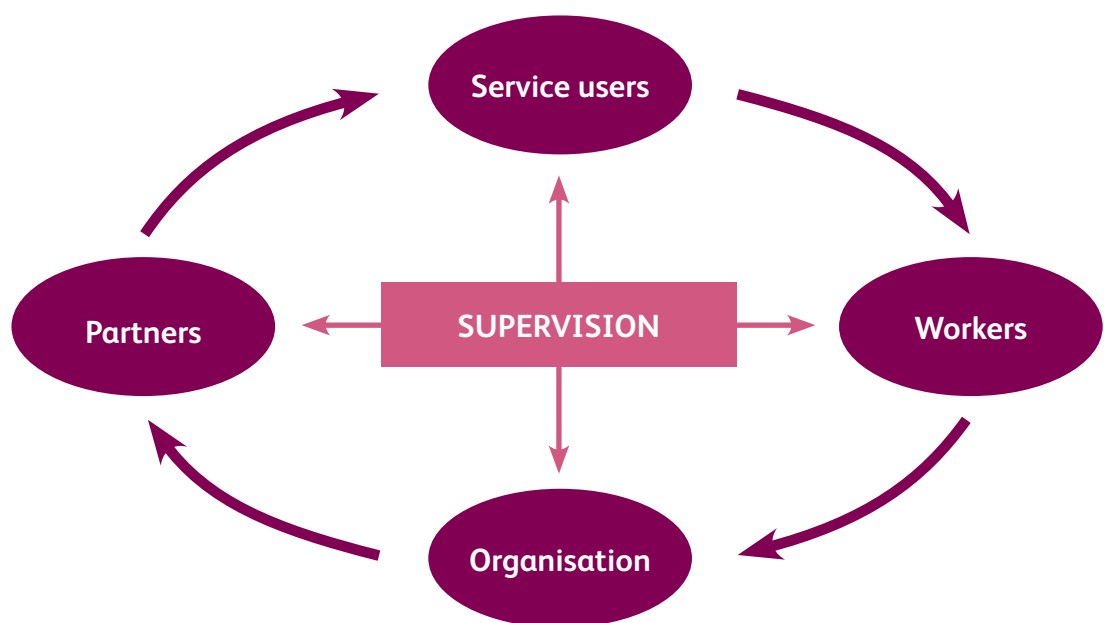 Service users
Partners
SUPERVISION
Workers
Organisation